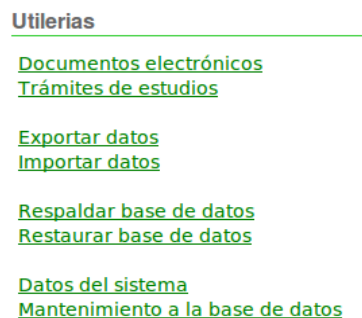 Utilerias
Documentos electrónicos
Trámites de estudios
Exportar datos
Importar datos
Respaldar base de datos
Restaurar base de datos
Datos del sistema
Mantenimiento a la base de datos